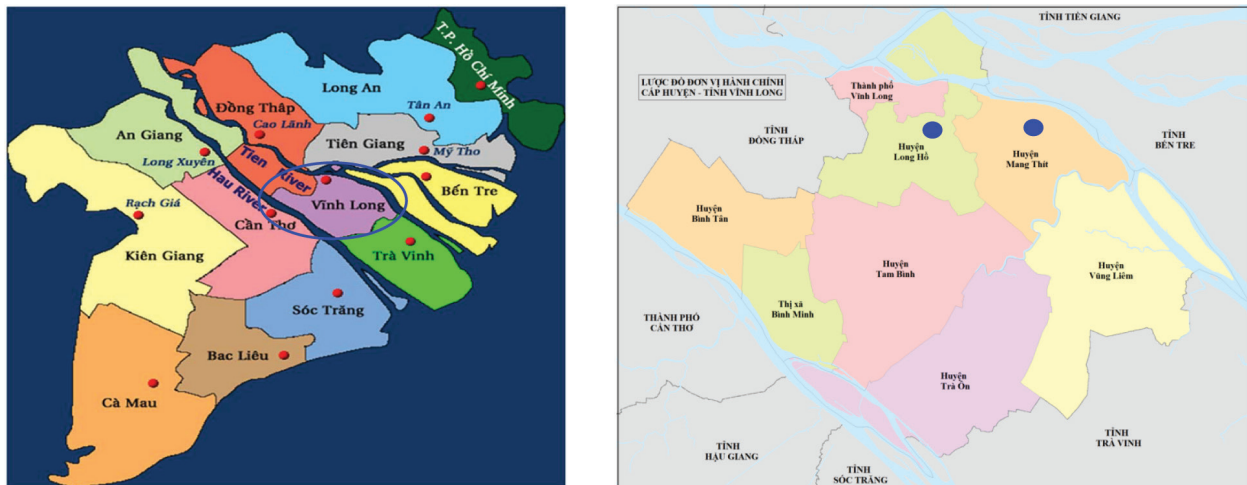 T.P. Hồ Chí Minh
Long An
Đồng Tháp
Tân An
Cao Lãnh
An Giang
Tiền Giang
Mỹ Tho
Long Xuyên
Tien River
Hau River
Bến Tre
Vĩnh Long
Rạch Giá
Cần Thơ
Trà Vinh
Kiên Giang
Sóc Trăng
Bạc Liêu
Cà Mau
TỈNH TIỀN GIANG
LƯỢC ĐỒ ĐƠN VỊ HÀNH CHÍNH
CẤP HUYỆN - TỈNH VĨNH LONG
Thành phố
Vĩnh Long
TỈNH
ĐỒNG THÁP
Huyện
Long Hồ
Huyện
Mang Thít
TỈNH
BẾN TRE
Huyện
Bình Tân
Huyện
Tam Bình
Huyện
Vũng Liêm
Thị xã
Bình Minh
THÀNH PHỐ
CẦN THƠ
Huyện
Trà Ôn
TỈNH
HẬU GIANG
TỈNH
SÓC TRĂNG
TỈNH
TRÀ VINH